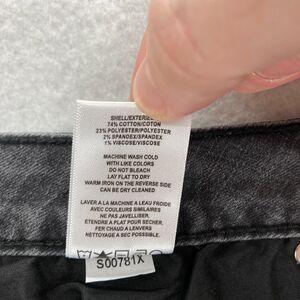 SHELL/EXTERIEUR
74% COTTON/COTON
23% POLYESTER/POLYESTER
2% SPANDEX/SPANDEX
1% VISCOSE/VISCOSE
MACHINE WASH COLD
WITH LIKE COLORS
DO NOT BLEACH
LAY FLAT TO DRY
WARM IRON ON THE REVERSE SIDE
CAN BE DRY CLEANED
LAVER A LA MACHINE A L'EAU FROIDE
AVEC COULEURS SIMILAIRES
NE PAS JAVELLISER.
ETENDRE A PLAT POUR SECHER
FER CHAUD A L'ENVERS
NETTOYAGE A SEC POSSIBLE.
S00781X